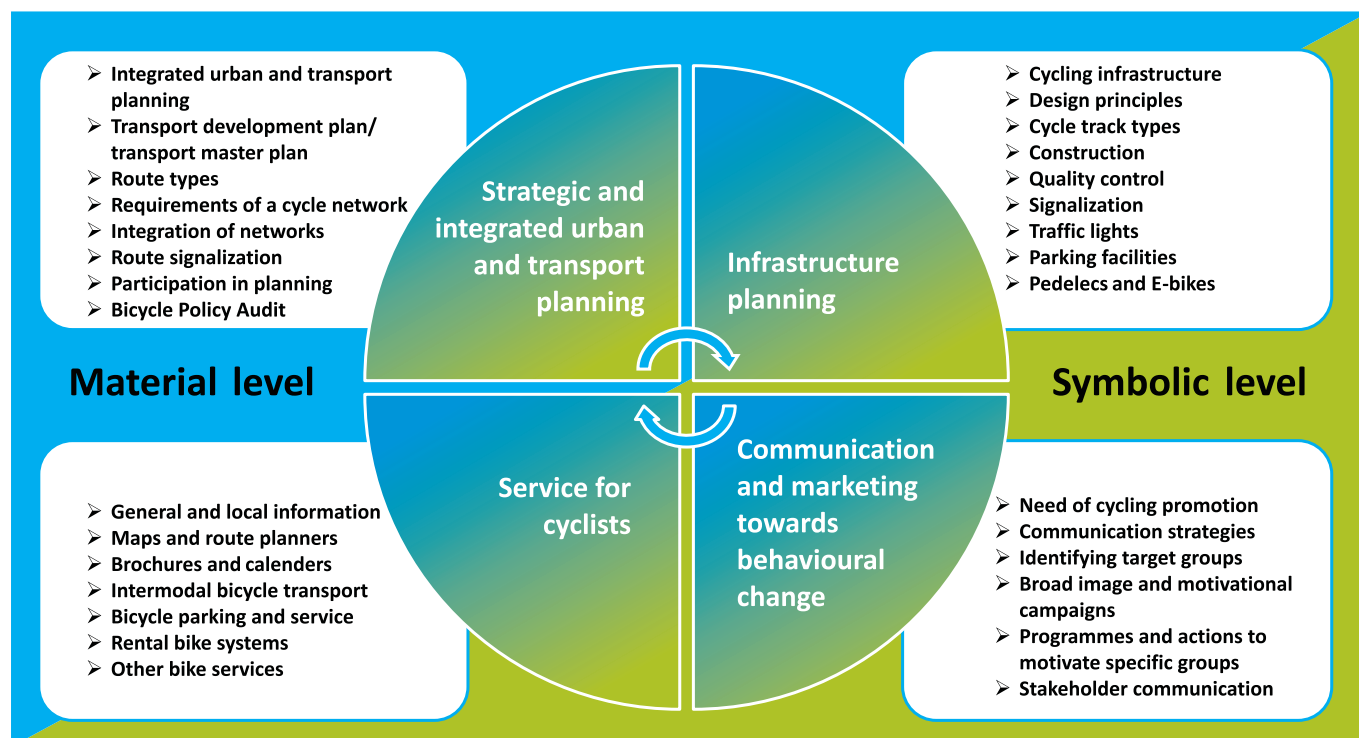 ➢ Integrated urban and transport
planning
➢ Transport development plan/
transport master plan
➢ Route types
➢ Requirements of a cycle network
➢ Integration of networks
➢ Route signalization
➢ Participation in planning
➢ Bicycle Policy Audit
Strategic and
integrated urban
and transport
planning
Infrastructure
planning
➢ Cycling infrastructure
➢ Design principles
➢ Cycle track types
➢ Construction
➢ Quality control
➢ Signalization
➢ Traffic lights
➢ Parking facilities
➢ Pedelecs and E-bikes
Material level
Symbolic level
➢ General and local information
➢ Maps and route planners
➢ Brochures and calenders
➢ Intermodal bicycle transport
➢ Bicycle parking and service
➢ Rental bike systems
➢ Other bike services
Service for
cyclists
Communication
and marketing
towards
behavioural
change
➢ Need of cycling promotion
➢ Communication strategies
➢ Identifying target groups
➢ Broad image and motivational
campaigns
➢ Programmes and actions to
motivate specific groups
➢ Stakeholder communication